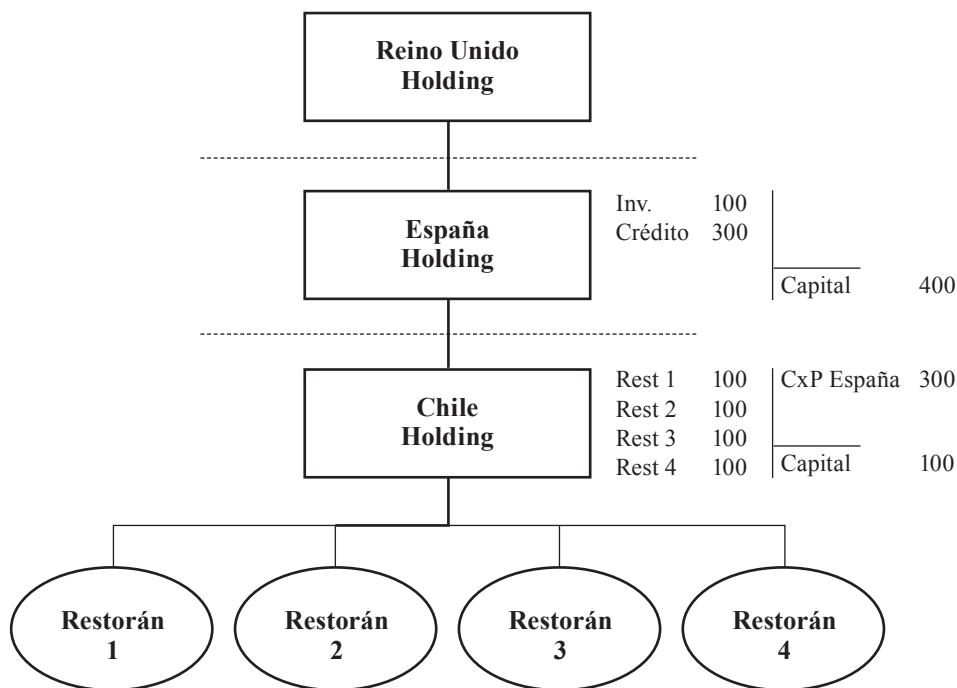 Reino Unido
Holding
España
Holding
Inv. 100
Crédito 300
Capital 400
Chile
Holding
Rest 1 100 CxP España 300
Rest 2 100
Rest 3 100
Rest 4 100 Capital 100
Restorán
1
Restorán
2
Restorán
3
Restorán
4